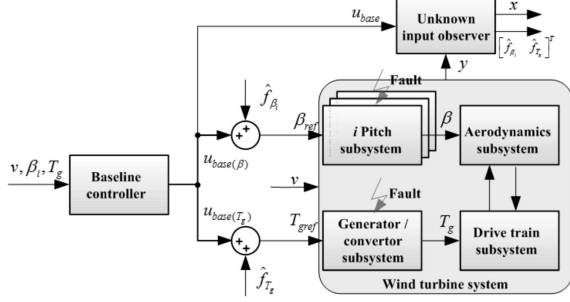 u_base
Unknown
input observer
x
[f̂_βi f̂_Tg]^T
y
Fault
f̂_βi
+
+
β_ref
i Pitch
subsystem
β
Aerodynamics
subsystem
u_base(β)
v, β_i, T_g
Baseline
controller
v
Fault
u_base(T_g)
+
+
T_gref
Generator /
convertor
subsystem
T_g
Drive train
subsystem
f̂_Tg
Wind turbine system